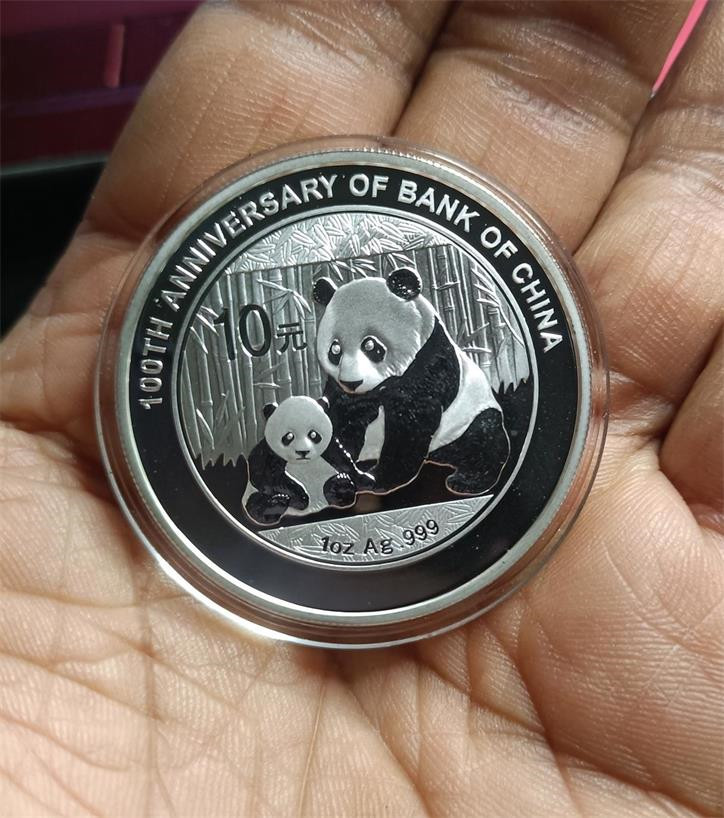 100TH ANNIVERSARY OF BANK OF CHINA
10元
1oz Ag .999